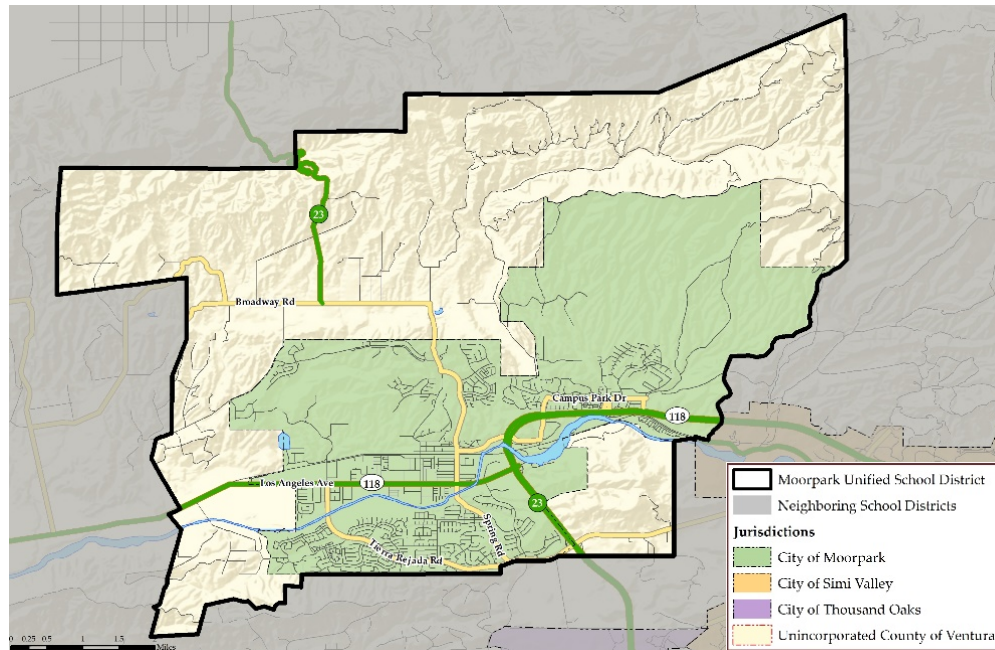 23
Broadway Rd
Campus Park Dr
118
Los Angeles Ave
118
23
Spring Rd
Tierra Rejada Rd
Moorpark Unified School District
Neighboring School Districts
Jurisdictions
City of Moorpark
City of Simi Valley
City of Thousand Oaks
Unincorporated County of Ventura
0 0.25 0.5 1 1.5 2
Miles